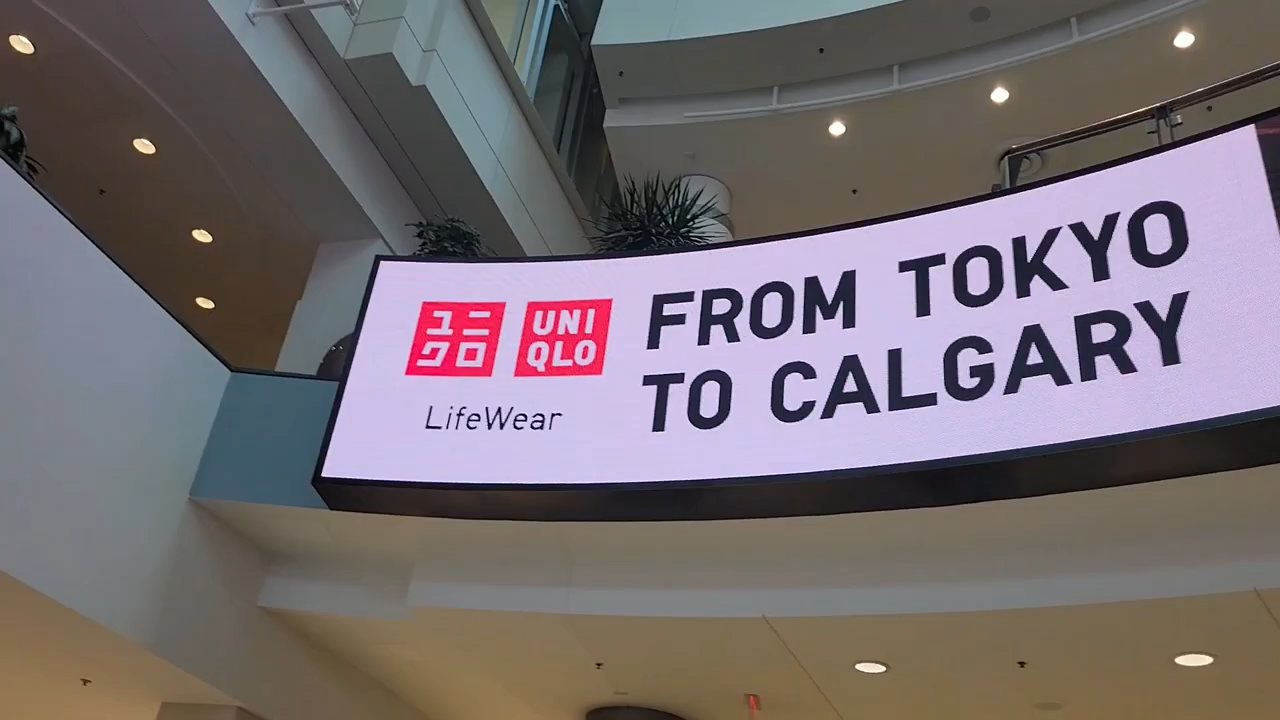 ユニ
クロ
UNI
QLO
LifeWear
FROM TOKYO
TO CALGARY